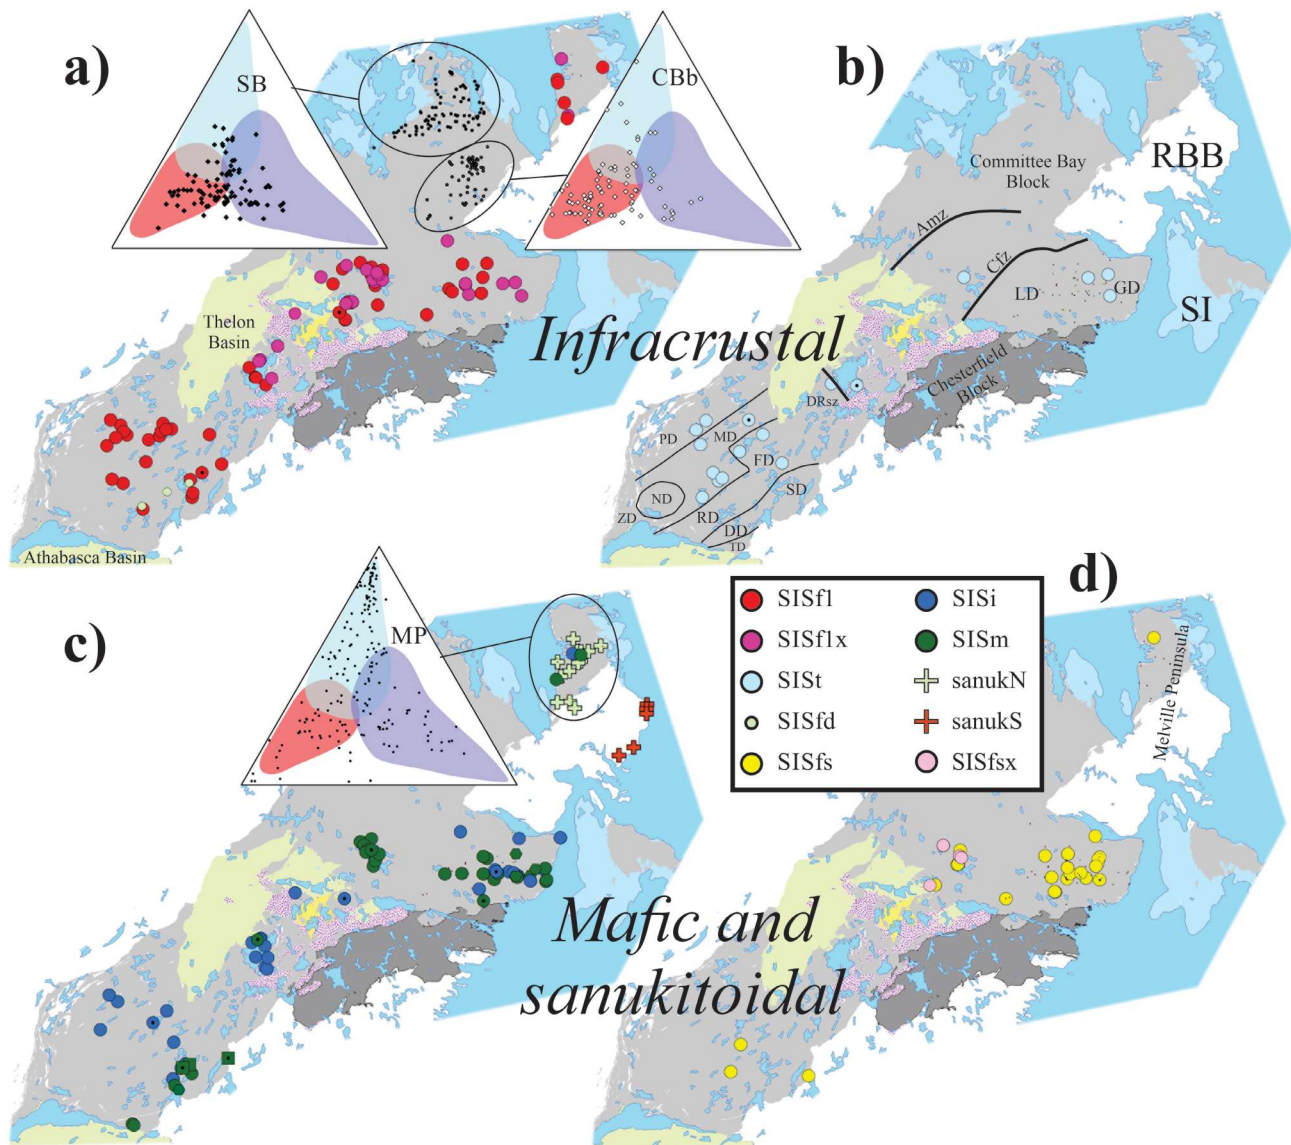 a)
SB
CBb
Thelon
Basin
Infracrustal
Athabasca Basin
b)
Committee Bay
Block
RBB
Amz
Cfz
LD
GD
SI
Chesterfield
Block
DRsz
PD
MD
FD
ND
SD
ZD
RD
DD
TD
c)
MP
Mafic and
sanukitoidal
d)
SISf1
SISf1x
SISt
SISfd
SISfs
SISi
SISm
sanukN
sanukS
SISfsx
Melville Peninsula